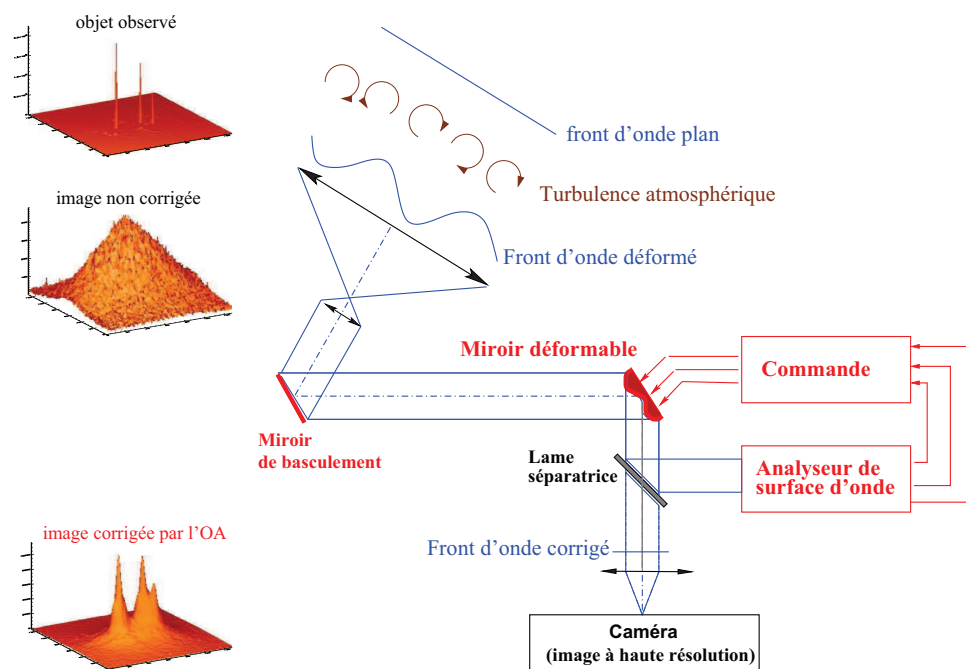 objet observé
front d'onde plan
Turbulence atmosphérique
image non corrigée
Front d'onde déformé
Miroir déformable
Commande
Miroir
de basculement
Lame
séparatrice
Analyseur de
surface d'onde
image corrigée par l'OA
Front d'onde corrigé
Caméra
(image à haute résolution)